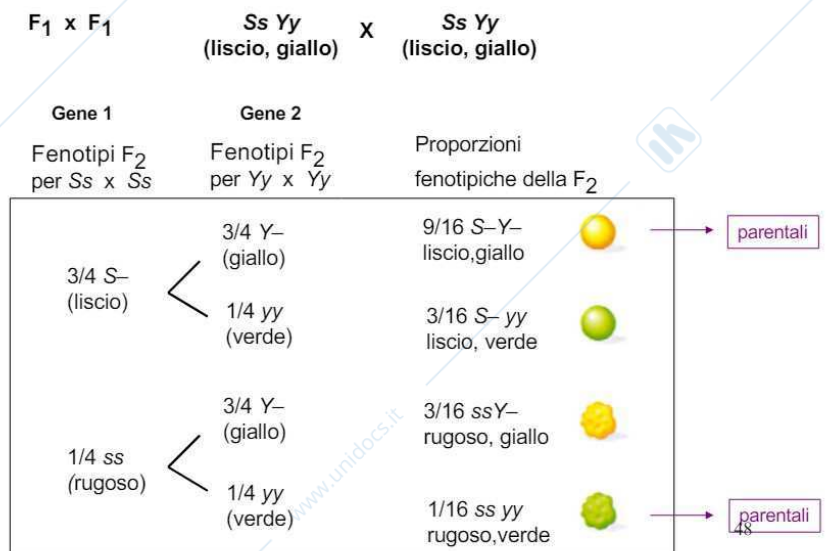 F1 x F1 Ss Yy x Ss Yy
(liscio, giallo) (liscio, giallo)
Gene 1 Gene 2
Fenotipi F2 Fenotipi F2 Proporzioni
per Ss x Ss per Yy x Yy fenotipiche della F2
3/4 Y– 9/16 S–Y– parentali
(giallo) liscio,giallo
3/4 S–
(liscio)
1/4 yy 3/16 S– yy
(verde) liscio, verde
3/4 Y– 3/16 ssY–
(giallo) rugoso, giallo
1/4 ss
(rugoso)
1/4 yy 1/16 ss yy parentali
(verde) rugoso,verde
48
www.unidocs.it